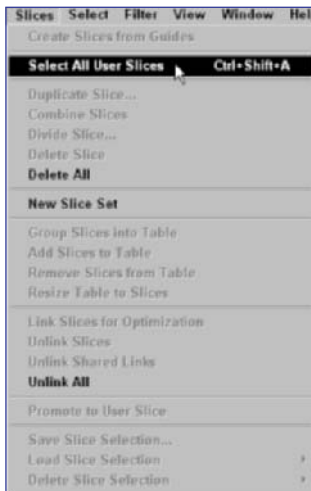 Slices Select Filter View Window Hel
Create Slices from Guides
Select All User Slices Ctrl+Shift+A
Duplicate Slice...
Combine Slices
Divide Slice...
Delete Slice
Delete All
New Slice Set
Group Slices into Table
Add Slices to Table
Remove Slices from Table
Resize Table to Slices
Link Slices for Optimization
Unlink Slices
Unlink Shared Links
Unlink All
Promote to User Slice
Save Slice Selection...
Load Slice Selection
Delete Slice Selection